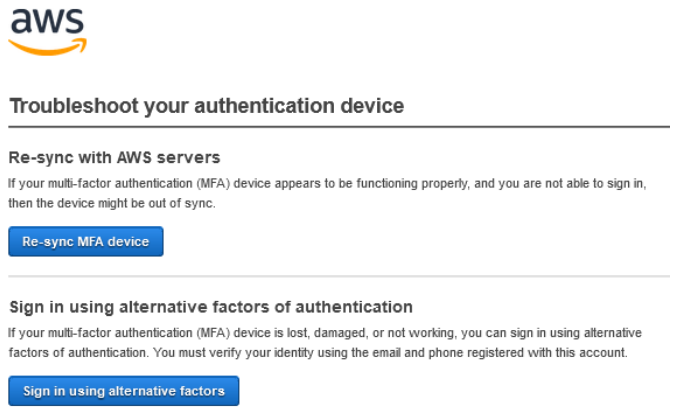 aws
Troubleshoot your authentication device
Re-sync with AWS servers
If your multi-factor authentication (MFA) device appears to be functioning properly, and you are not able to sign in,
then the device might be out of sync.
Re-sync MFA device
Sign in using alternative factors of authentication
If your multi-factor authentication (MFA) device is lost, damaged, or not working, you can sign in using alternative
factors of authentication. You must verify your identity using the email and phone registered with this account.
Sign in using alternative factors